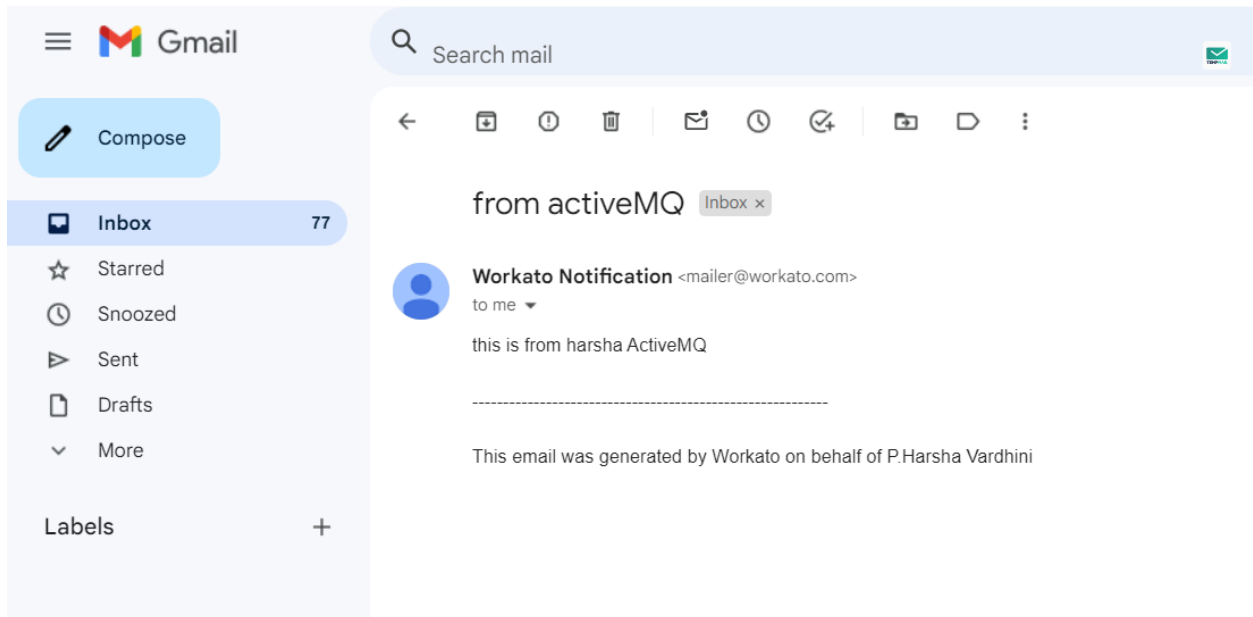 Gmail
Search mail
Compose
Inbox 77
Starred
Snoozed
Sent
Drafts
More
Labels
from activeMQ Inbox ×
Workato Notification <mailer@workato.com>
to me
this is from harsha ActiveMQ
----------------------------------------------------------
This email was generated by Workato on behalf of P.Harsha Vardhini